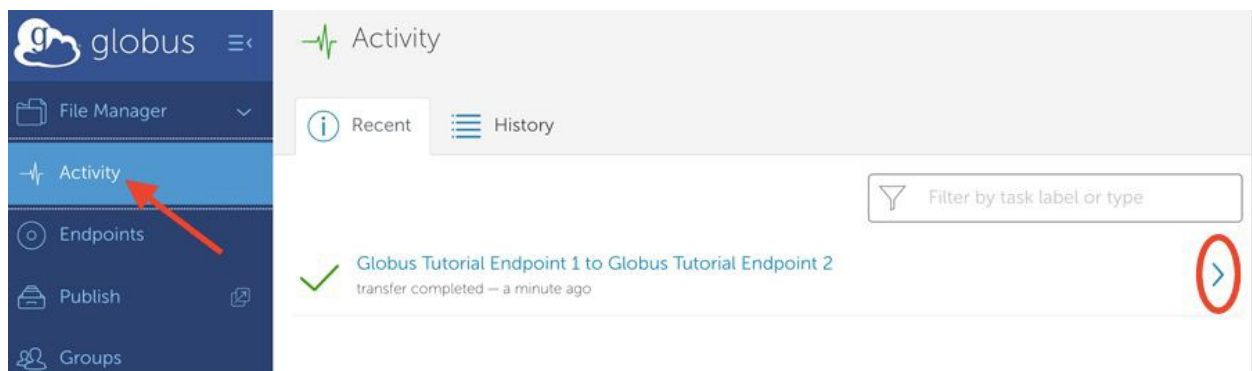 globus
File Manager
Activity
Endpoints
Publish
Groups
Activity
Recent
History
Filter by task label or type
Globus Tutorial Endpoint 1 to Globus Tutorial Endpoint 2
transfer completed — a minute ago